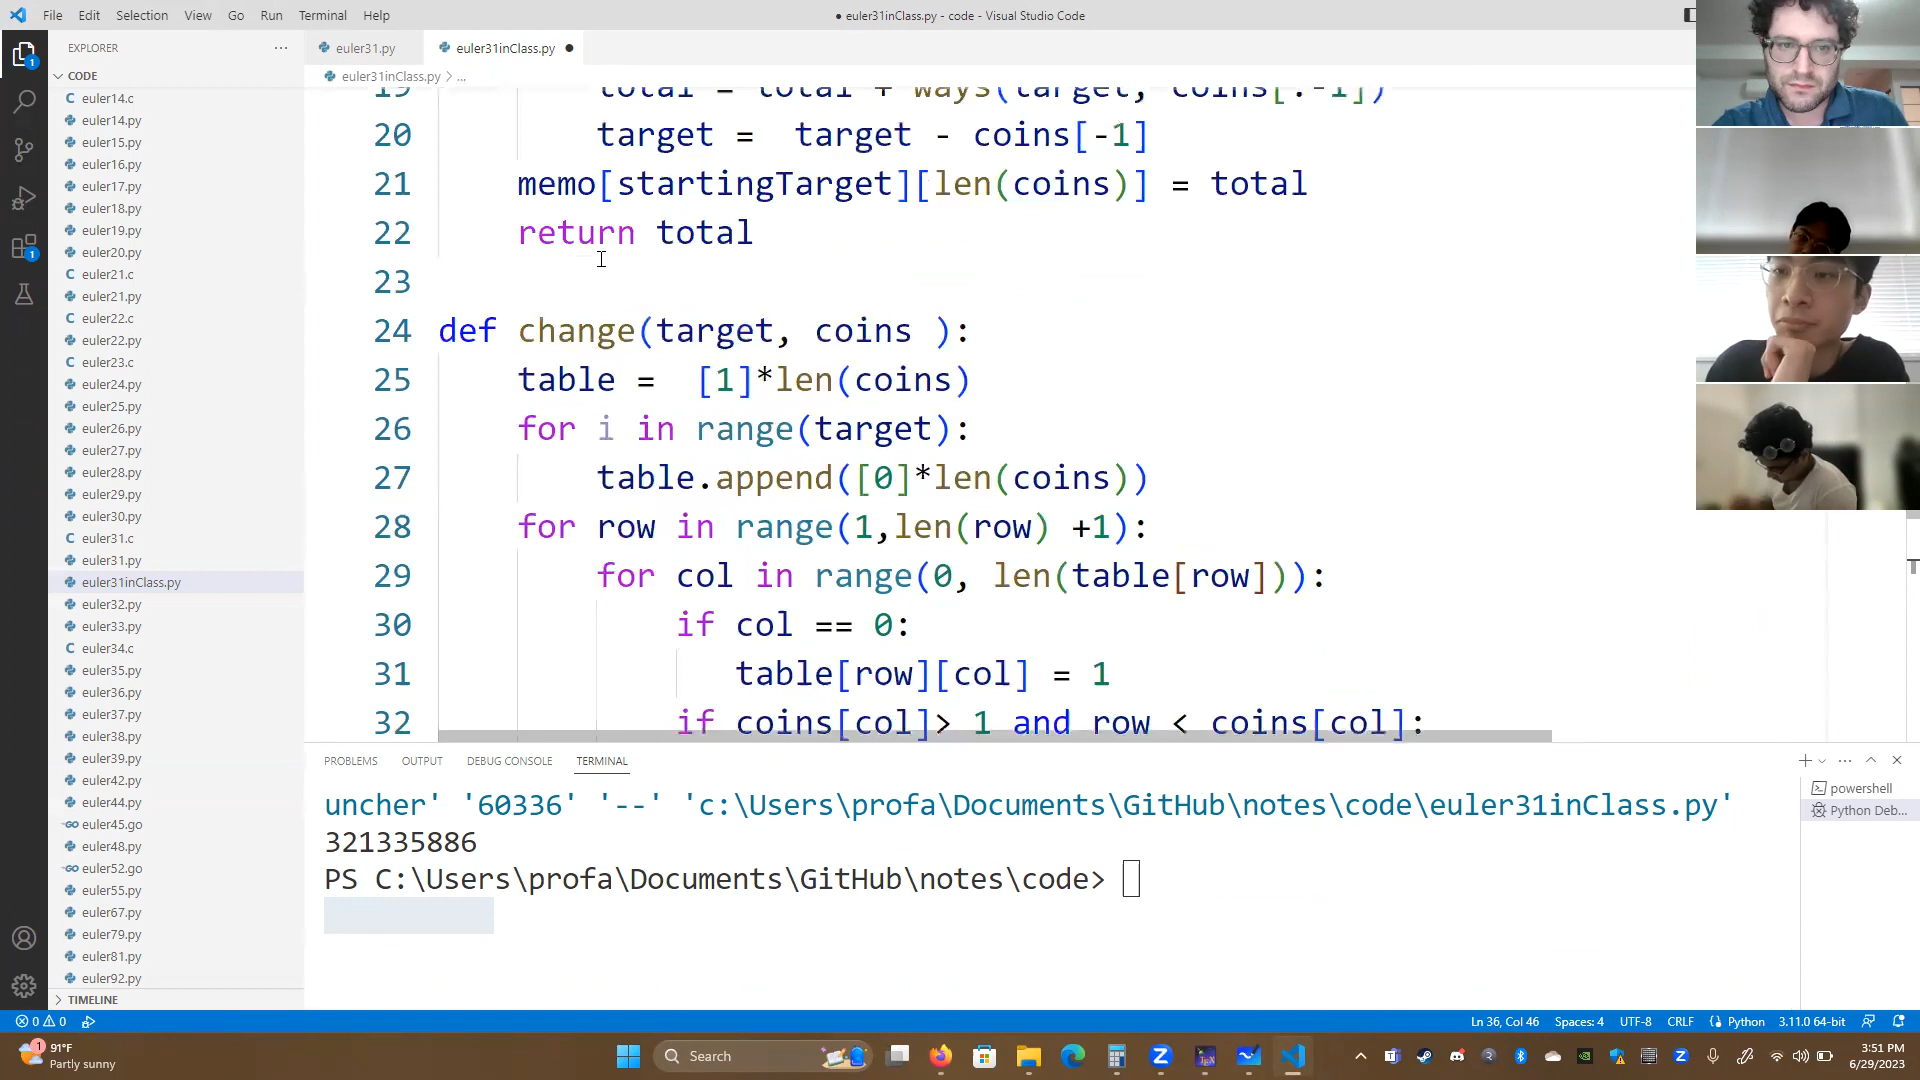 File Edit Selection View Go Run Terminal Help
● euler31inClass.py - code - Visual Studio Code
EXPLORER ...
euler31.py
euler31inClass.py ●
CODE
euler31inClass.py > ...
euler14.c
euler14.py
euler15.py
euler16.py
euler17.py
euler18.py
euler19.py
euler20.py
euler21.c
euler21.py
euler22.c
euler22.py
euler23.c
euler24.py
euler25.py
euler26.py
euler27.py
euler28.py
euler29.py
euler30.py
euler31.c
euler31.py
euler31inClass.py
euler32.py
euler33.py
euler34.c
euler35.py
euler36.py
euler37.py
euler38.py
euler39.py
euler42.py
euler44.py
euler45.go
euler48.py
euler52.go
euler55.py
euler67.py
euler79.py
euler81.py
euler92.py
TIMELINE
19 total = total + ways(target, coins[:-1])
20 target =  target - coins[-1]
21 memo[startingTarget][len(coins)] = total
22 return total
23
24 def change(target, coins ):
25 table =  [1]*len(coins)
26 for i in range(target):
27 table.append([0]*len(coins))
28 for row in range(1,len(row) +1):
29 for col in range(0, len(table[row])):
30 if col == 0:
31 table[row][col] = 1
32 if coins[col]> 1 and row < coins[col]:
PROBLEMS OUTPUT DEBUG CONSOLE TERMINAL
powershell
Python Deb...
uncher' '60336' '--' 'c:\Users\profa\Documents\GitHub\notes\code\euler31inClass.py'
321335886
PS C:\Users\profa\Documents\GitHub\notes\code>
0 0
Ln 36, Col 46 Spaces: 4 UTF-8 CRLF Python 3.11.0 64-bit
1
91°F
Partly sunny
Search
3:51 PM
6/29/2023